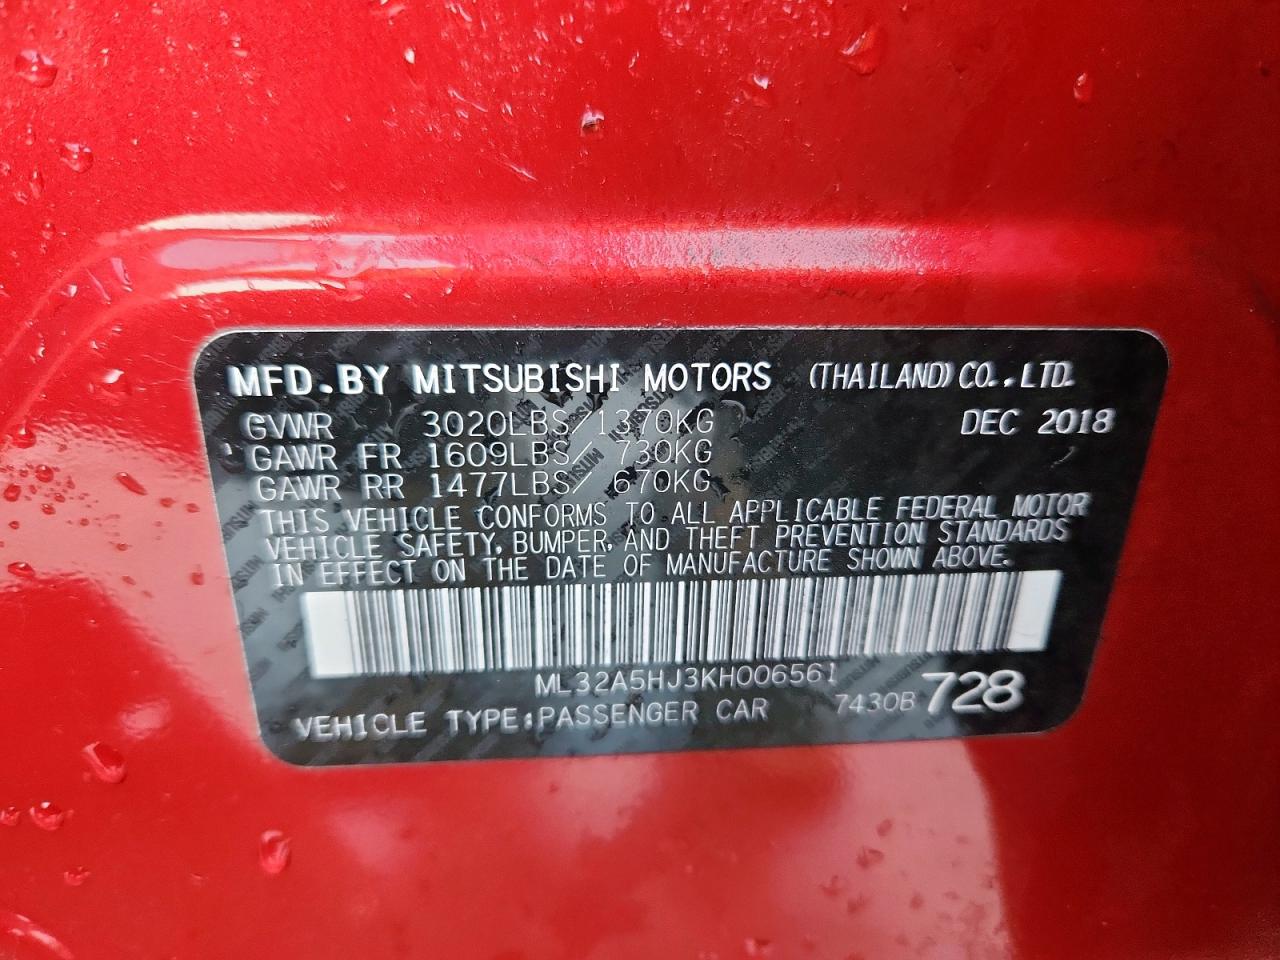 MFD.BY MITSUBISHI MOTORS (THAILAND) CO.,LTD.
GVWR 3020LBS/1370KG DEC 2018
GAWR FR 1609LBS/ 730KG
GAWR RR 1477LBS/ 670KG
THIS VEHICLE CONFORMS TO ALL APPLICABLE FEDERAL MOTOR
VEHICLE SAFETY, BUMPER, AND THEFT PREVENTION STANDARDS
IN EFFECT ON THE DATE OF MANUFACTURE SHOWN ABOVE.
ML32A5HJ3KH006561
VEHICLE TYPE:PASSENGER CAR 7430B 728